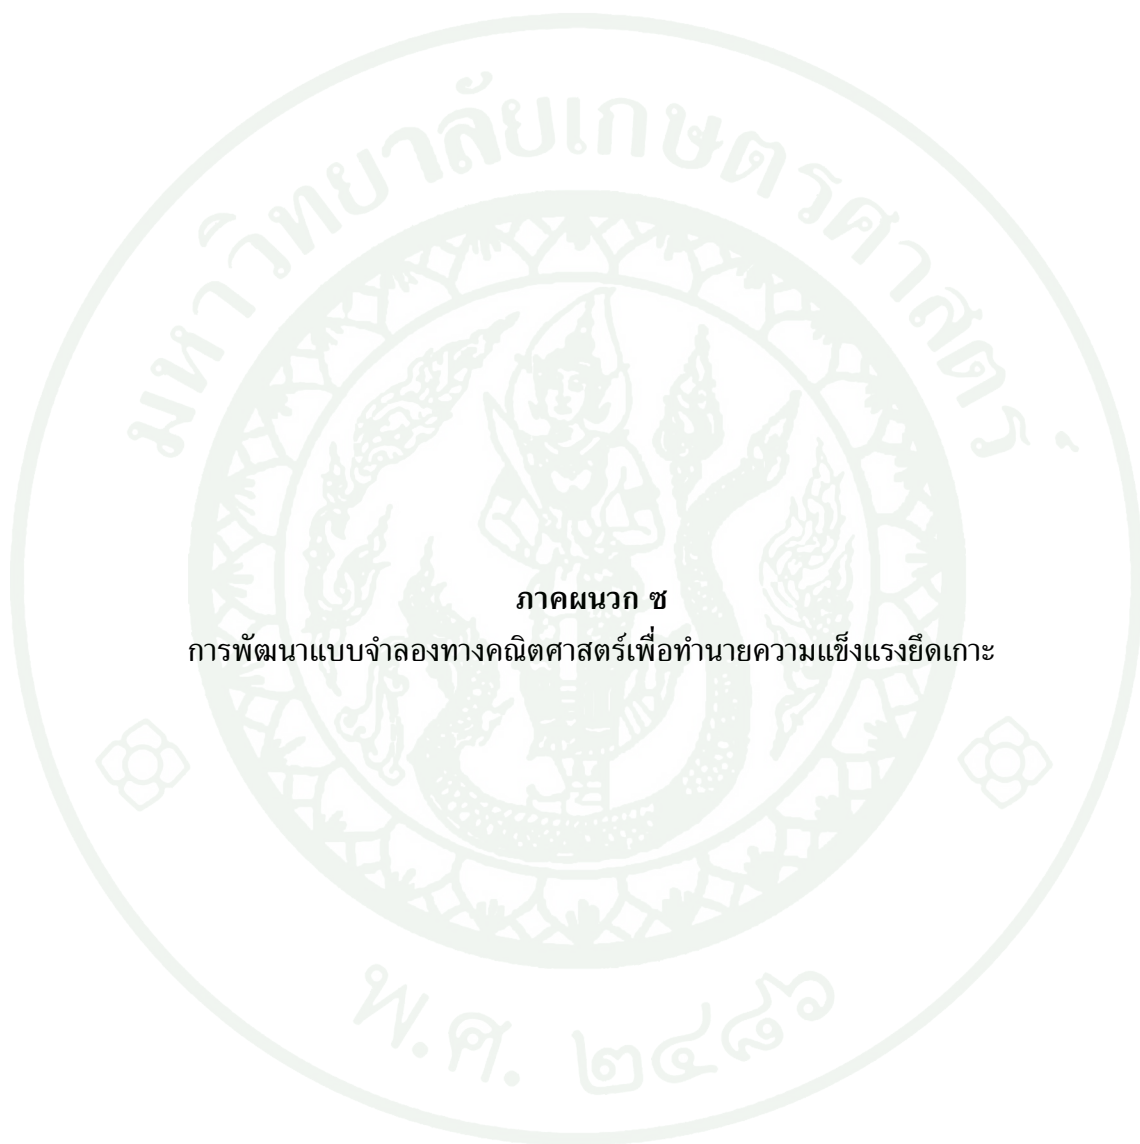 มหาวิทยาลัยเกษตรศาสตร์
ภาคผนวก ซ
การพัฒนาแบบจำลองทางคณิตศาสตร์เพื่อทำนายความแข็งแรงยึดเกาะ
พ.ศ. ๒๔๘๖